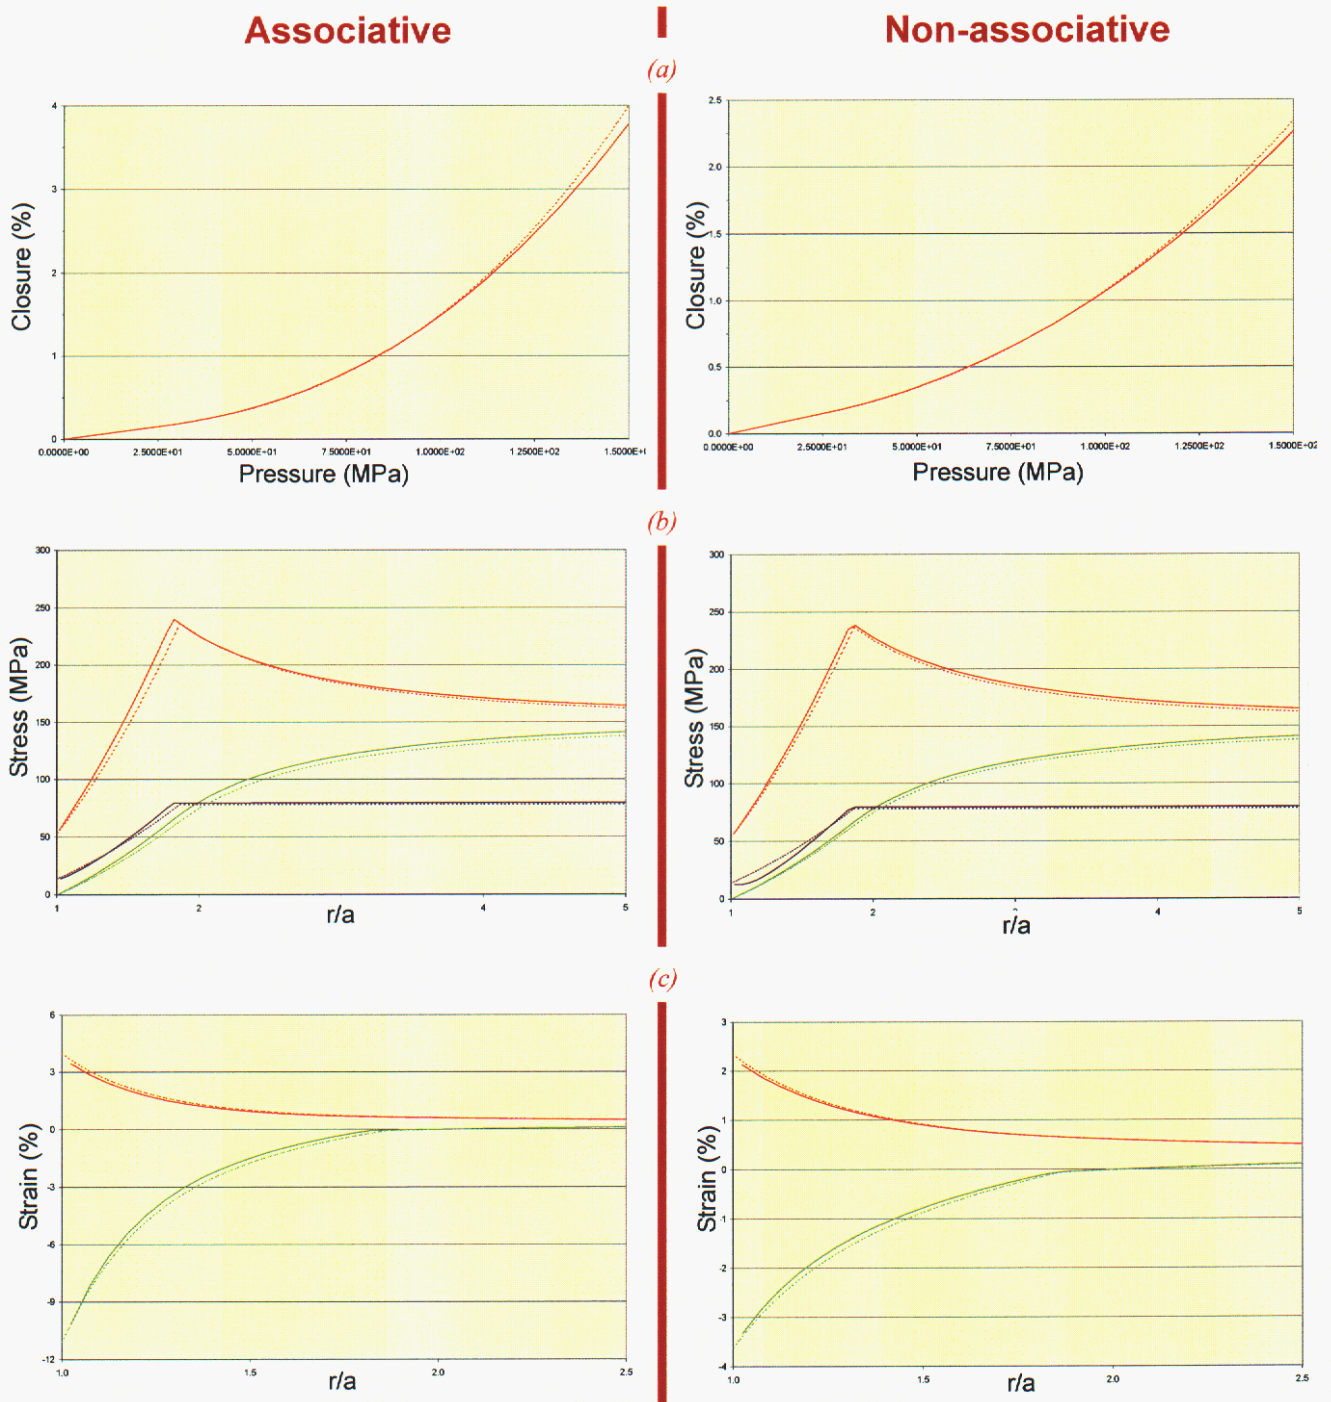 Associative
Non-associative
(a)
Closure (%)
4
3
2
1
0
0.0000E+00 2.5000E+01 5.0000E+01 7.5000E+01 1.0000E+02 1.2500E+02 1.5000E+0
Pressure (MPa)
Closure (%)
2.5
2.0
1.5
1.0
0.5
0.0
0.0000E+00 2.5000E+01 5.0000E+01 7.5000E+01 1.0000E+02 1.2500E+02 1.5000E+02
Pressure (MPa)
(b)
Stress (MPa)
300
250
200
150
100
50
0
1 2 4 5
r/a
Stress (MPa)
300
250
200
150
100
50
0
1 2 4 5
r/a
(c)
Strain (%)
6
3
0
-3
-6
-9
-12
1.0 1.5 2.0 2.5
r/a
Strain (%)
3
2
1
0
-1
-2
-3
-4
1.0 1.5 2.0 2.5
r/a